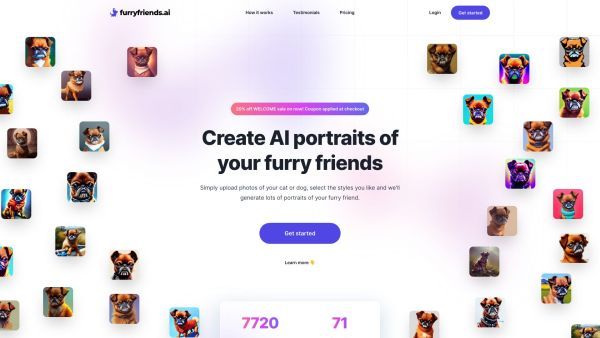 furryfriends.ai
How it works
Testimonials
Pricing
Login
Get started
20% off WELCOME sale on now! Coupon applied at checkout
Create AI portraits of
your furry friends
Simply upload photos of your cat or dog, select the styles you like and we'll
generate lots of portraits of your furry friend.
Get started
Learn more 👇
7720
71